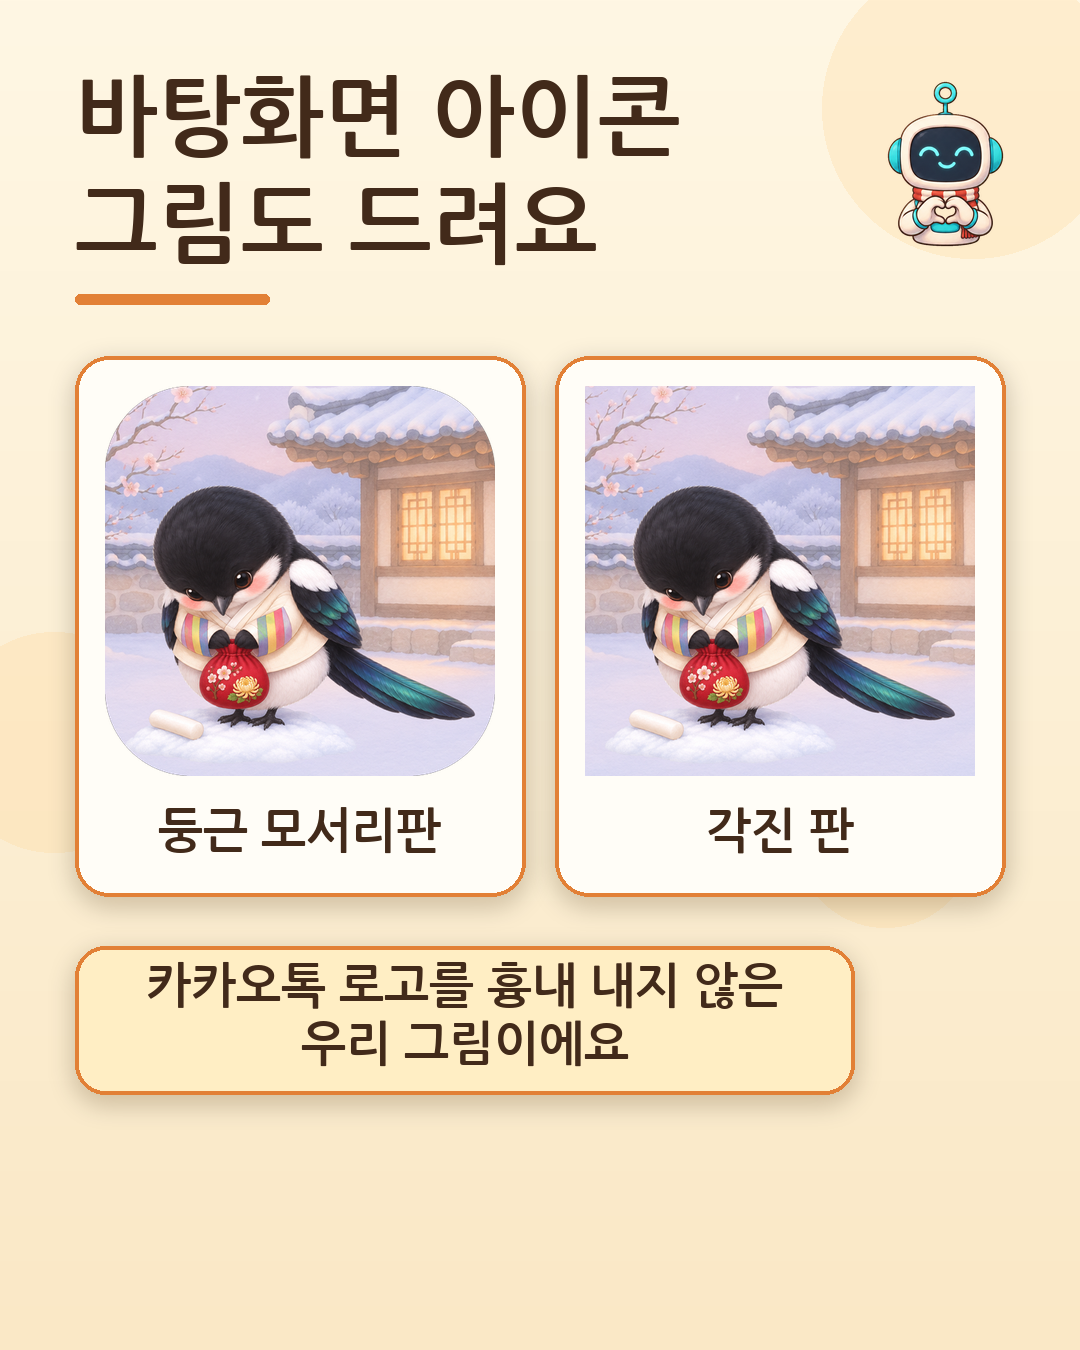 바탕화면 아이콘
그림도 드려요
둥근 모서리판
각진 판
카카오톡 로고를 흉내 내지 않은
우리 그림이에요